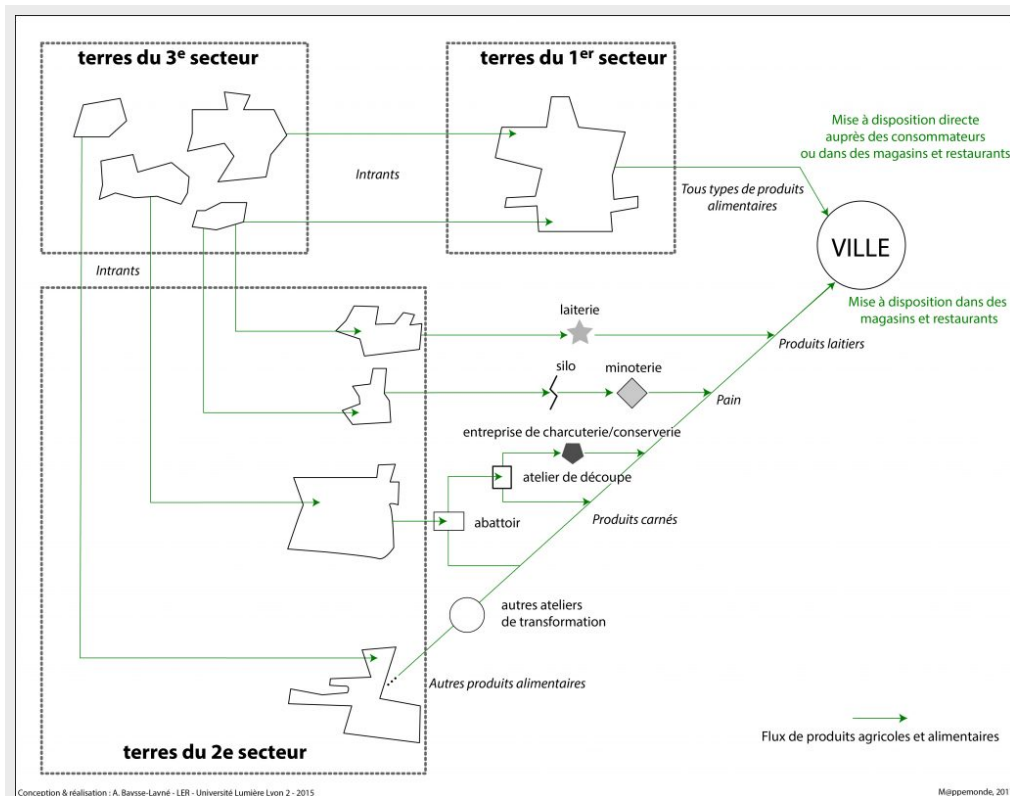 terres du 3e secteur
terres du 1er secteur
Mise à disposition directe
auprès des consommateurs
ou dans des magasins et restaurants
Intrants
Tous types de produits
alimentaires
VILLE
Intrants
Mise à disposition dans des
magasins et restaurants
laiterie
Produits laitiers
silo
minoterie
Pain
entreprise de charcuterie/conserverie
atelier de découpe
abattoir
Produits carnés
autres ateliers
de transformation
Autres produits alimentaires
terres du 2e secteur
Flux de produits agricoles et alimentaires
Conception & réalisation : A. Baysse-Layné - LER - Université Lumière Lyon 2 - 2015
M@ppemonde, 201